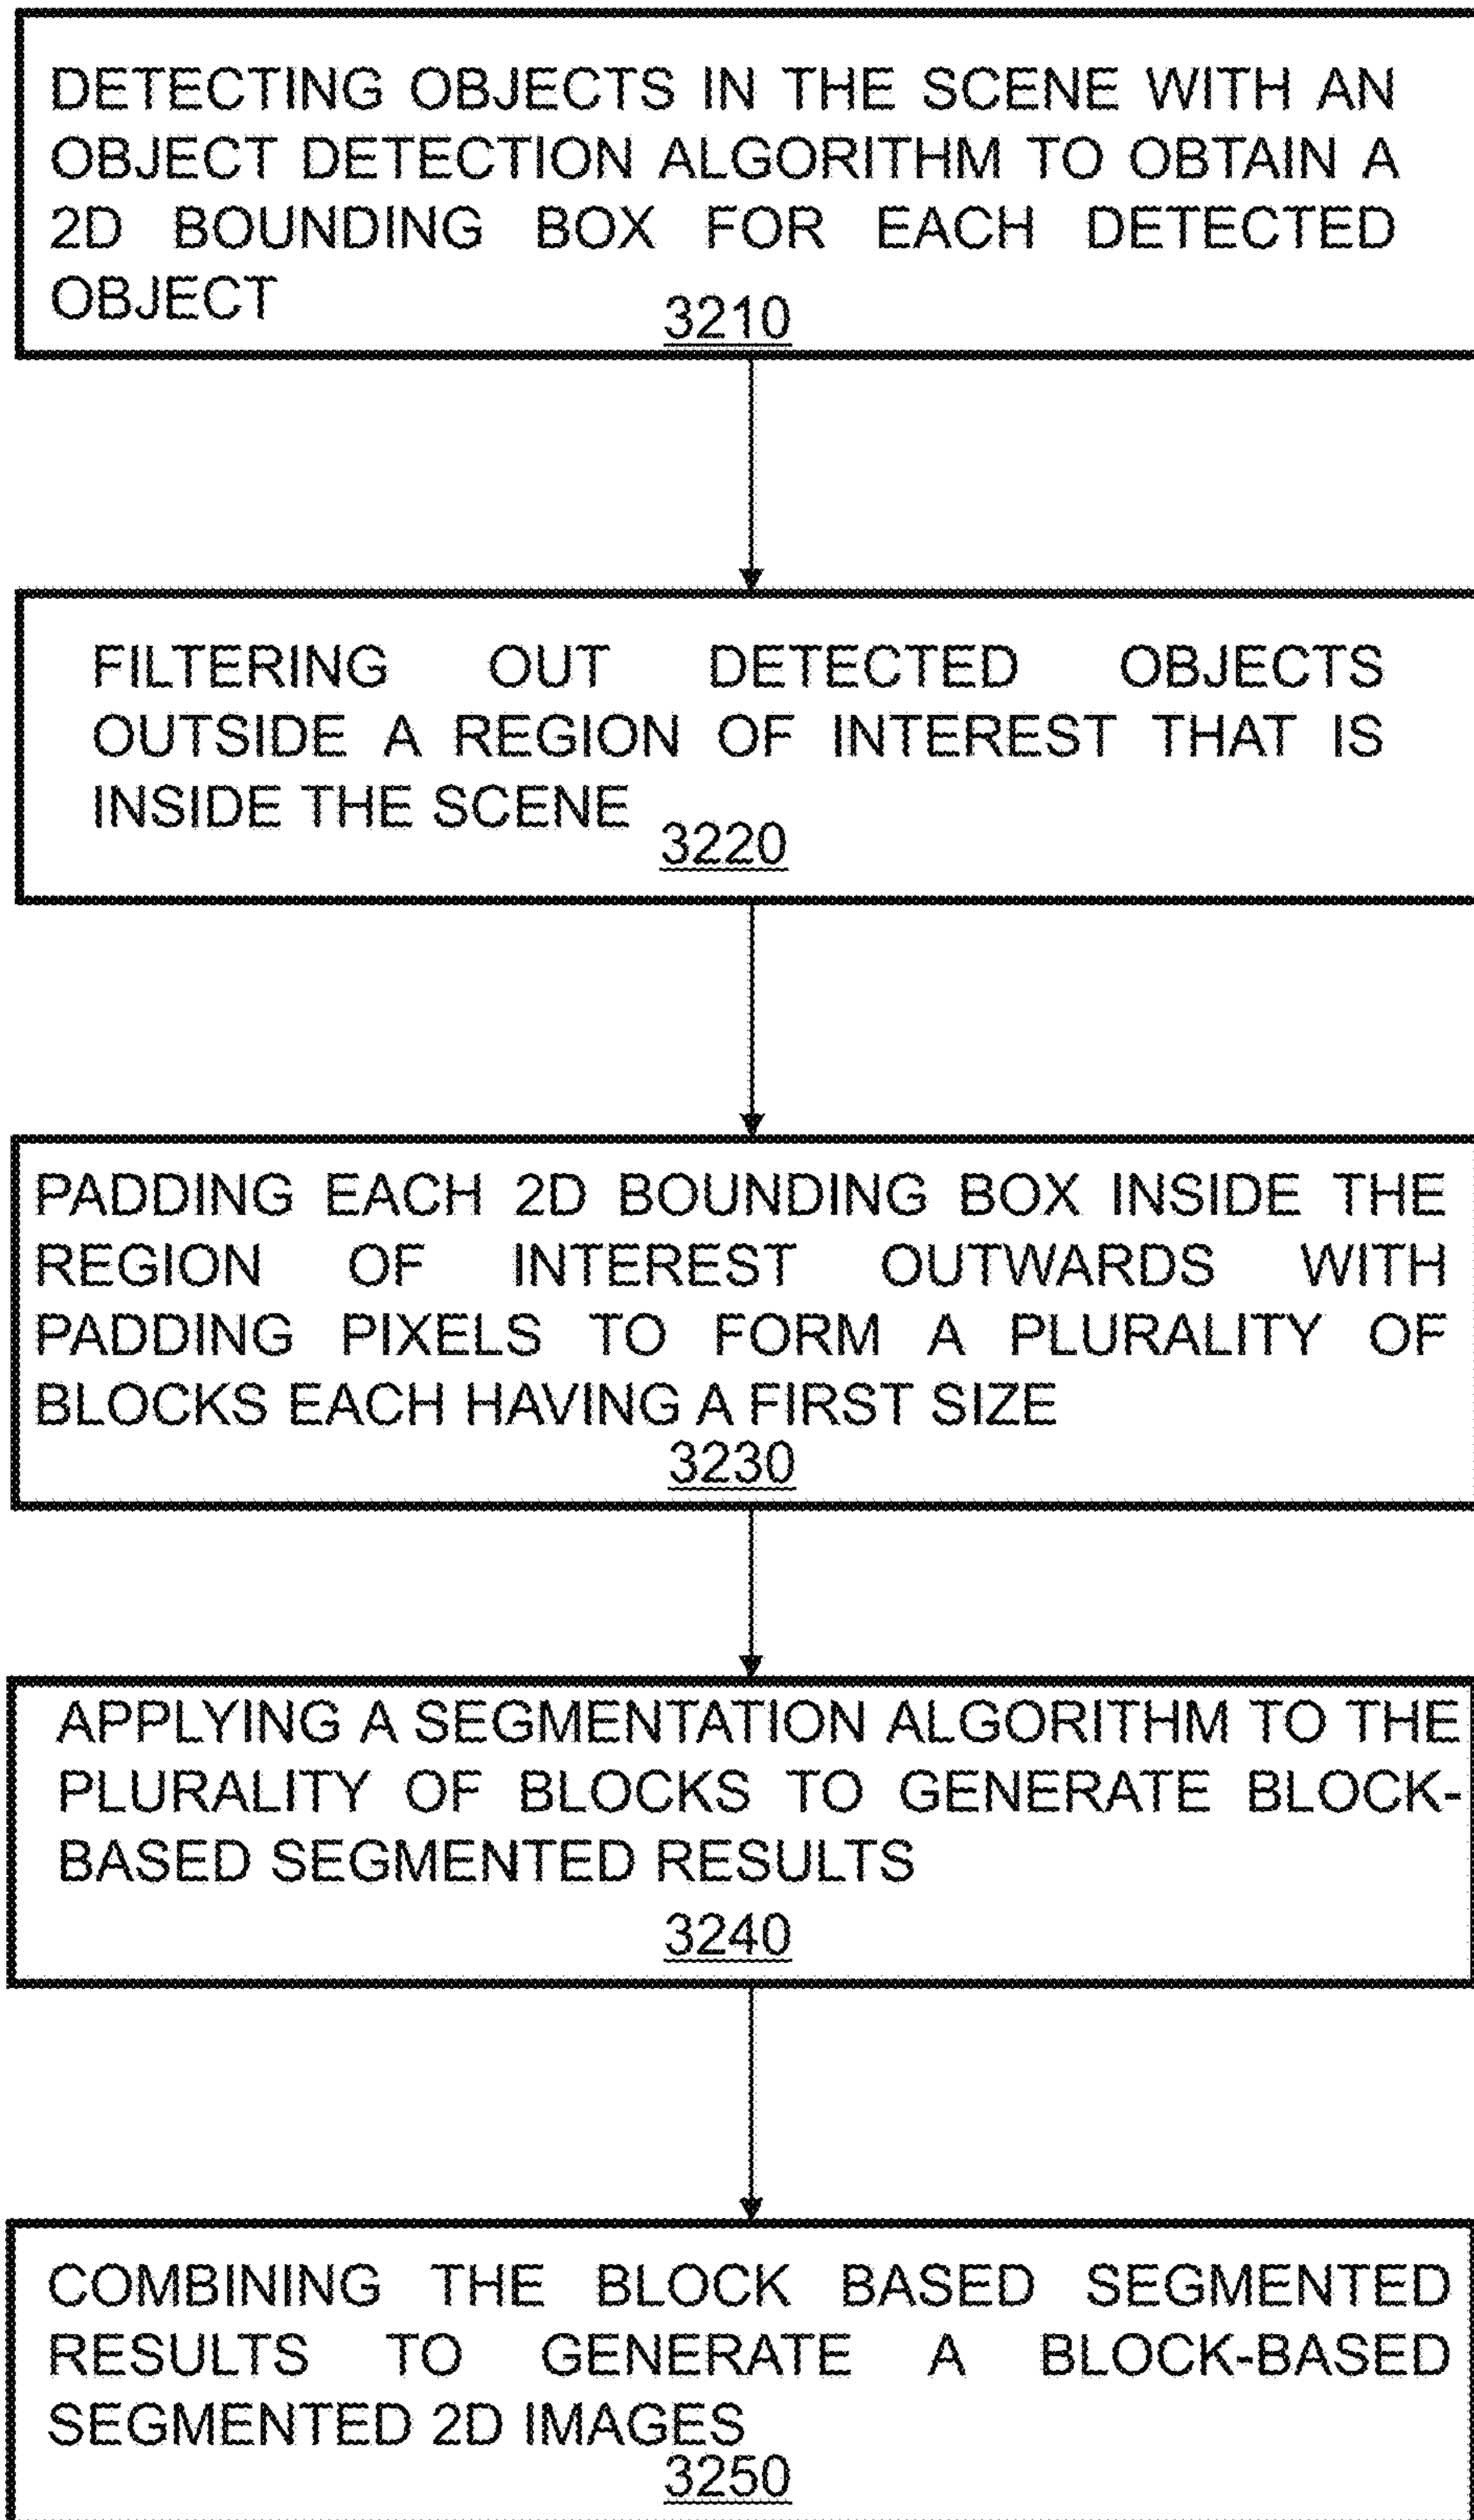 DETECTING OBJECTS IN THE SCENE WITH AN
OBJECT DETECTION ALGORITHM TO OBTAIN A
2D BOUNDING BOX FOR EACH DETECTED
OBJECT
3210
FILTERING OUT DETECTED OBJECTS
OUTSIDE A REGION OF INTEREST THAT IS
INSIDE THE SCENE
3220
PADDING EACH 2D BOUNDING BOX INSIDE THE
REGION OF INTEREST OUTWARDS WITH
PADDING PIXELS TO FORM A PLURALITY OF
BLOCKS EACH HAVING A FIRST SIZE
3230
APPLYING A SEGMENTATION ALGORITHM TO THE
PLURALITY OF BLOCKS TO GENERATE BLOCK-
BASED SEGMENTED RESULTS
3240
COMBINING THE BLOCK BASED SEGMENTED
RESULTS TO GENERATE A BLOCK-BASED
SEGMENTED 2D IMAGES
3250